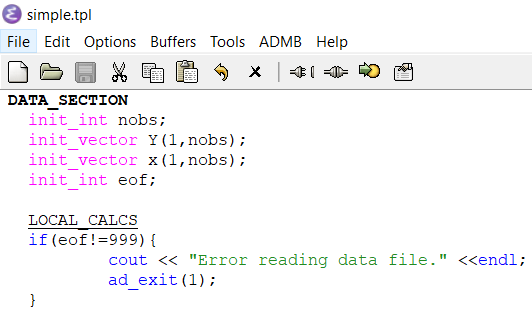 simple.tpl
File Edit Options Buffers Tools ADMB Help
DATA_SECTION
  init_int nobs;
  init_vector Y(1,nobs);
  init_vector x(1,nobs);
  init_int eof;

  LOCAL_CALCS
  if(eof!=999){
          cout << "Error reading data file." <<endl;
          ad_exit(1);
  }